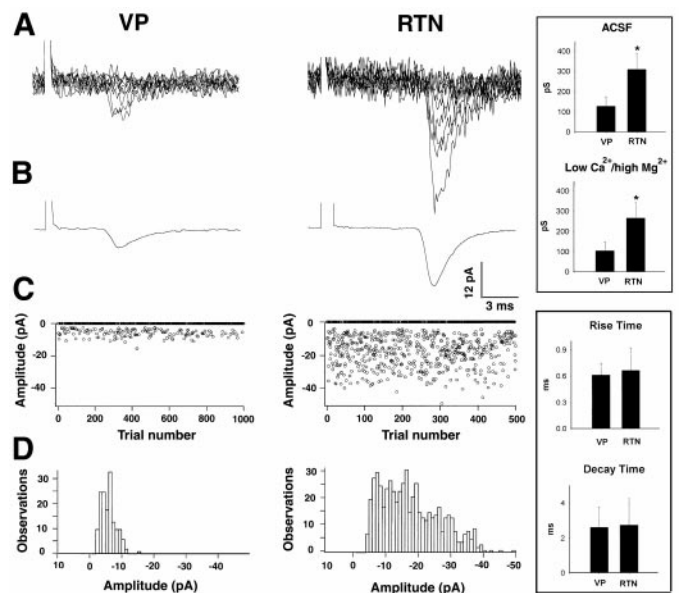 A
VP
RTN
ACSF
400
300
200
100
0
pS
*
VP RTN
Low Ca2+/high Mg2+
400
300
200
100
0
pS
*
VP RTN
B
12 pA
3 ms
C
Amplitude (pA)
0
-20
-40
0 200 400 600 800 1000
Trial number
Amplitude (pA)
0
-20
-40
0 100 200 300 400 500
Trial number
Rise Time
0.9
0.6
0.3
0.0
ms
VP RTN
D
Observations
30
20
10
0
10 0 -10 -20 -30 -40
Amplitude (pA)
Observations
30
20
10
0
10 0 -10 -20 -30 -40 -50
Amplitude (pA)
Decay Time
4
2
0
ms
VP RTN